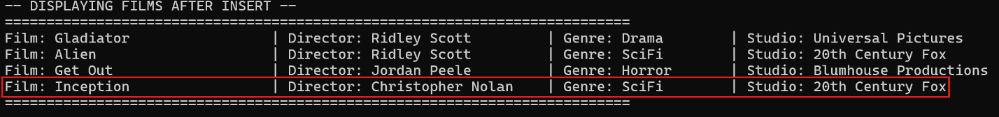 -- DISPLAYING FILMS AFTER INSERT --
===========================================================================
Film: Gladiator | Director: Ridley Scott | Genre: Drama | Studio: Universal Pictures
Film: Alien | Director: Ridley Scott | Genre: SciFi | Studio: 20th Century Fox
Film: Get Out | Director: Jordan Peele | Genre: Horror | Studio: Blumhouse Productions
Film: Inception | Director: Christopher Nolan | Genre: SciFi | Studio: 20th Century Fox
===========================================================================